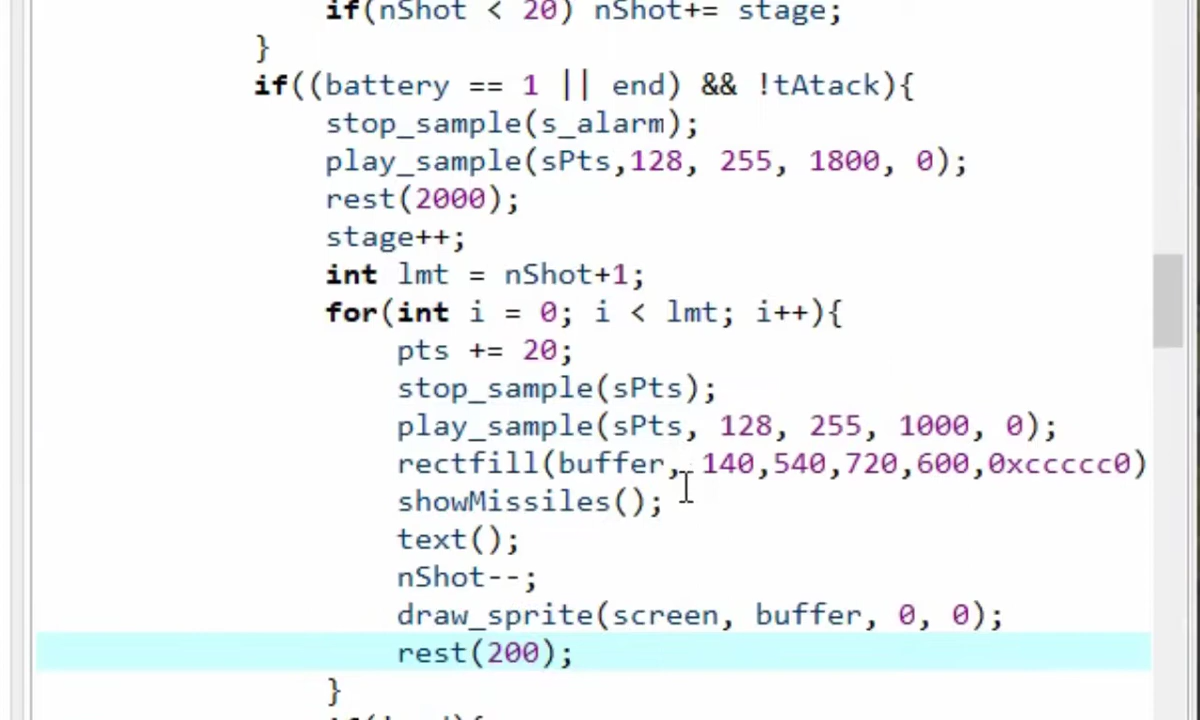 if(nShot < 20) nShot+= stage;
}
if((battery == 1 || end) && !tAtack){
stop_sample(s_alarm);
play_sample(sPts,128, 255, 1800, 0);
rest(2000);
stage++;
int lmt = nShot+1;
for(int i = 0; i < lmt; i++){
pts += 20;
stop_sample(sPts);
play_sample(sPts, 128, 255, 1000, 0);
rectfill(buffer, 140,540,720,600,0xccccc0)
showMissiles();
text();
nShot--;
draw_sprite(screen, buffer, 0, 0);
rest(200);
}